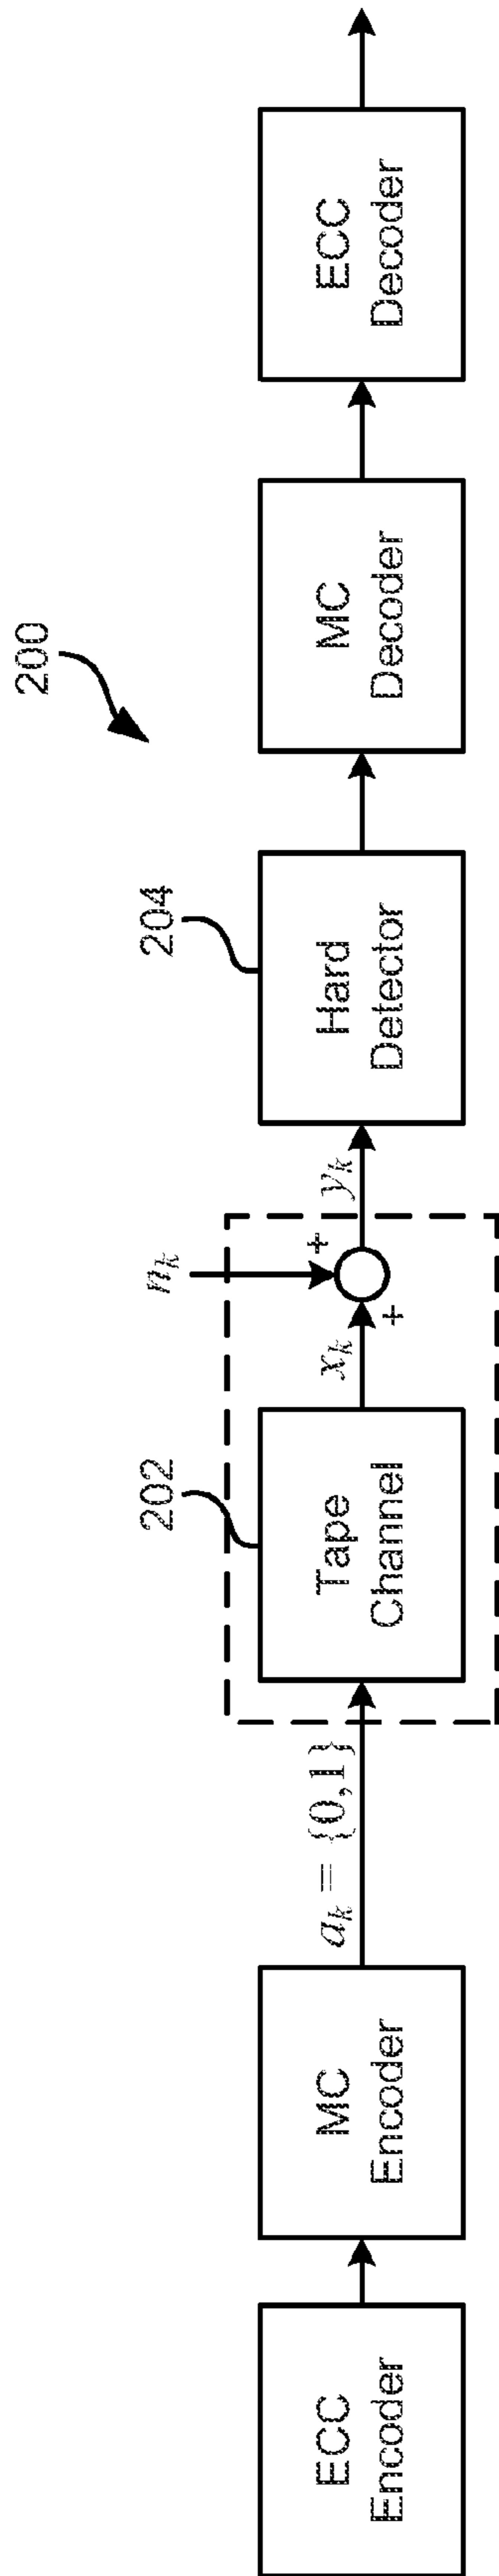 200
ECC
Encoder
MC
Encoder
a_k = {0,1}
202
Tape
Channel
x_k
+
n_k
+
y_k
204
Hard
Detector
MC
Decoder
ECC
Decoder